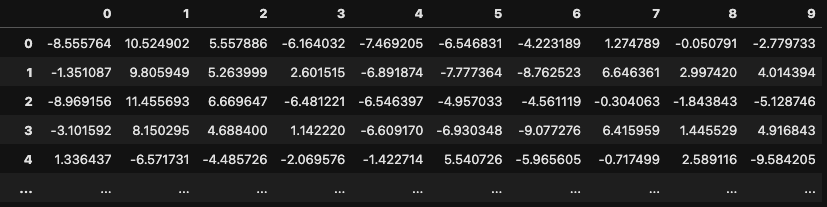 0 1 2 3 4 5 6 7 8 9
0 -8.555764 10.524902 5.557886 -6.164032 -7.469205 -6.546831 -4.223189 1.274789 -0.050791 -2.779733
1 -1.351087 9.805949 5.263999 2.601515 -6.891874 -7.777364 -8.762523 6.646361 2.997420 4.014394
2 -8.969156 11.455693 6.669647 -6.481221 -6.546397 -4.957033 -4.561119 -0.304063 -1.843843 -5.128746
3 -3.101592 8.150295 4.688400 1.142220 -6.609170 -6.930348 -9.077276 6.415959 1.445529 4.916843
4 1.336437 -6.571731 -4.485726 -2.069576 -1.422714 5.540726 -5.965605 -0.717499 2.589116 -9.584205
... ... ... ... ... ... ... ... ... ... ...